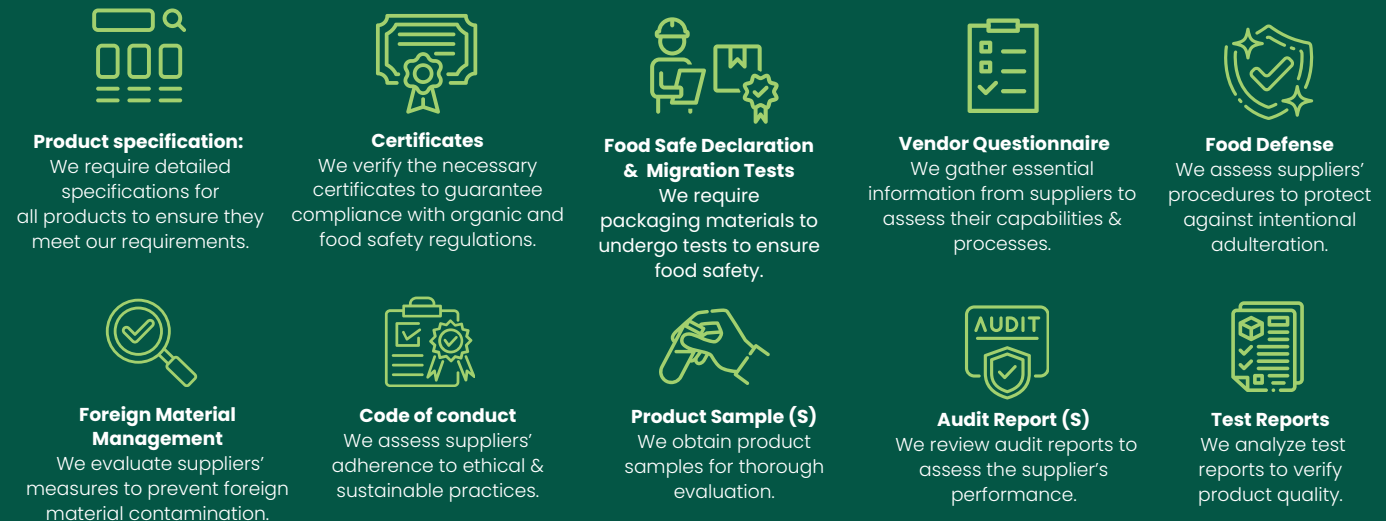 Product specification:
We require detailed
specifications for
all products to ensure they
meet our requirements.
Certificates
We verify the necessary
certificates to guarantee
compliance with organic and
food safety regulations.
Food Safe Declaration
& Migration Tests
We require
packaging materials to
undergo tests to ensure
food safety.
Vendor Questionnaire
We gather essential
information from suppliers to
assess their capabilities &
processes.
Food Defense
We assess suppliers’
procedures to protect
against intentional
adulteration.
Foreign Material
Management
We evaluate suppliers’
measures to prevent foreign
material contamination.
Code of conduct
We assess suppliers’
adherence to ethical &
sustainable practices.
Product Sample (S)
We obtain product
samples for thorough
evaluation.
AUDIT
Audit Report (S)
We review audit reports to
assess the supplier’s
performance.
Test Reports
We analyze test
reports to verify
product quality.